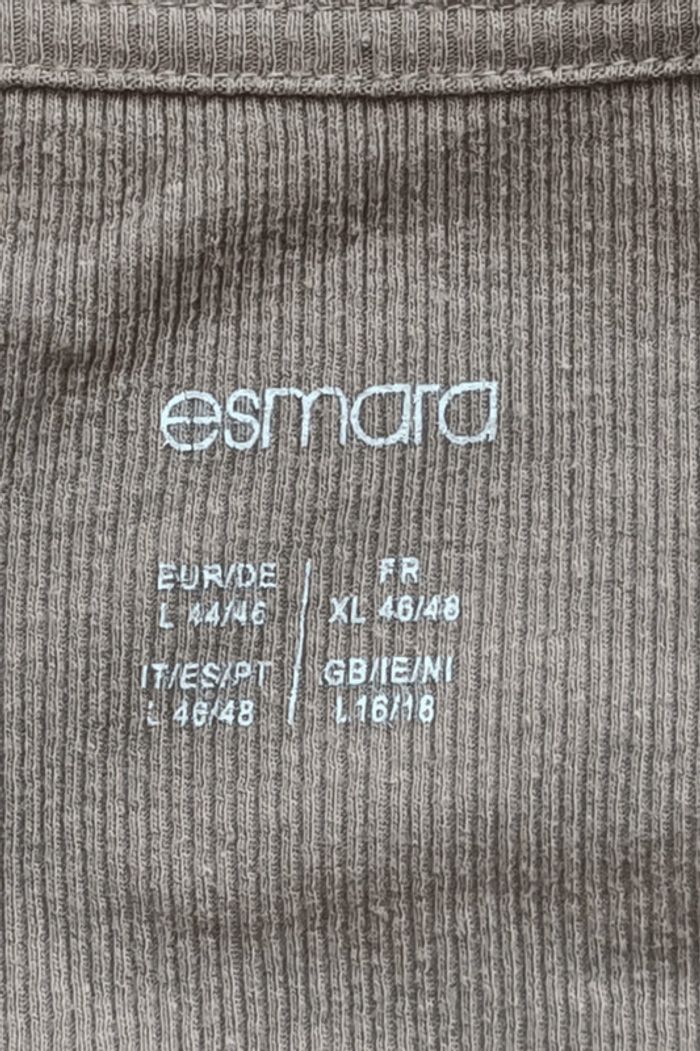 esmara
EUR/DE
L 44/46
FR
XL 46/48
IT/ES/PT
L 46/48
GB/IE/NI
L 16/18